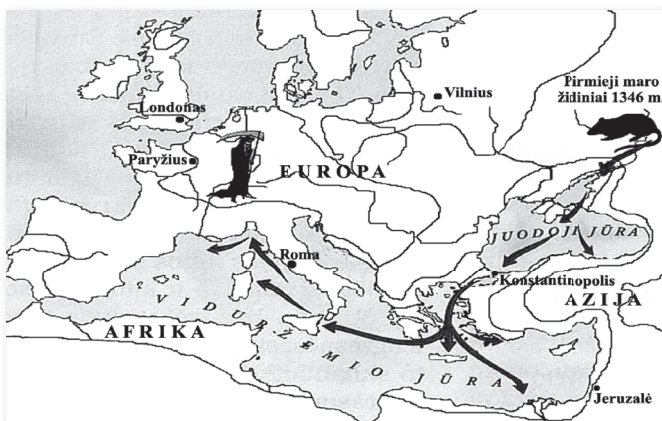 Pirmieji maro
židiniai 1346 m.
Vilnius
Londonas
Paryžius
EUROPA
JUODOJI JŪRA
Roma
Konstantinopolis
AZIJA
AFRIKA
VIDURŽEMIO JŪRA
Jeruzalė